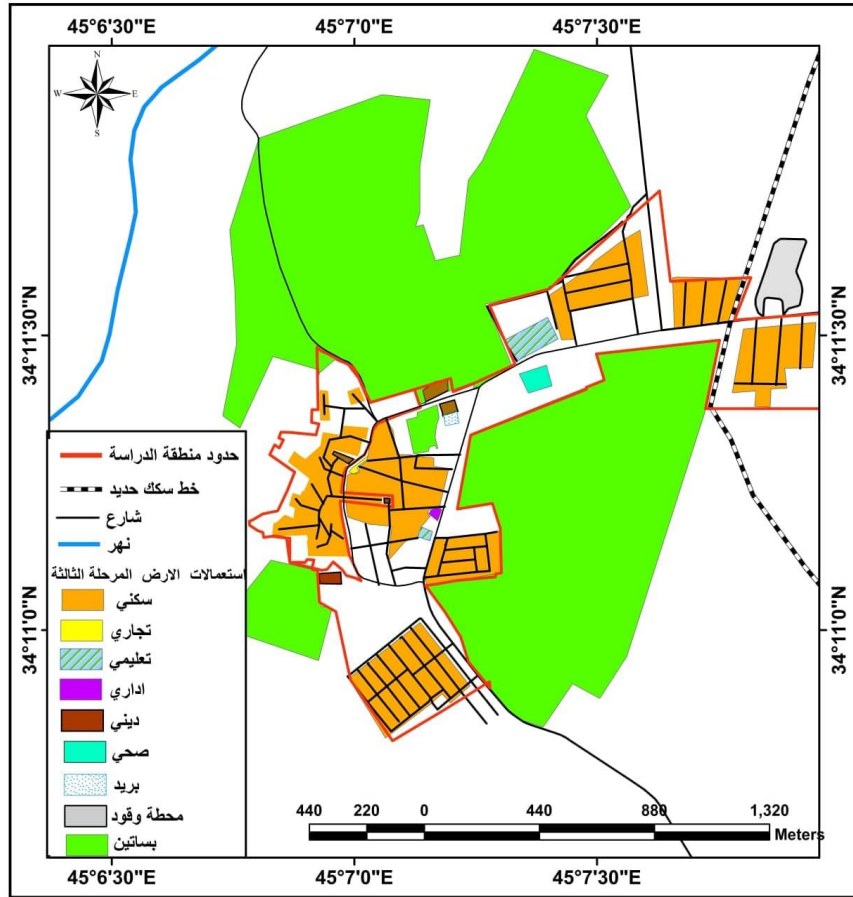 45°6'30"E 45°7'0"E 45°7'30"E
N
W E
S
34°11'30"N 34°11'30"N
حدود منطقة الدراسة
خط سكك حديد
شارع
نهر
استعمالات الارض المرحلة الثالثة
سكني
تجاري
تعليمي
اداري
ديني
صحي
بريد
محطة وقود
بساتين
34°11'0"N 34°11'0"N
440 220 0 440 880 1,320
Meters
45°6'30"E 45°7'0"E 45°7'30"E